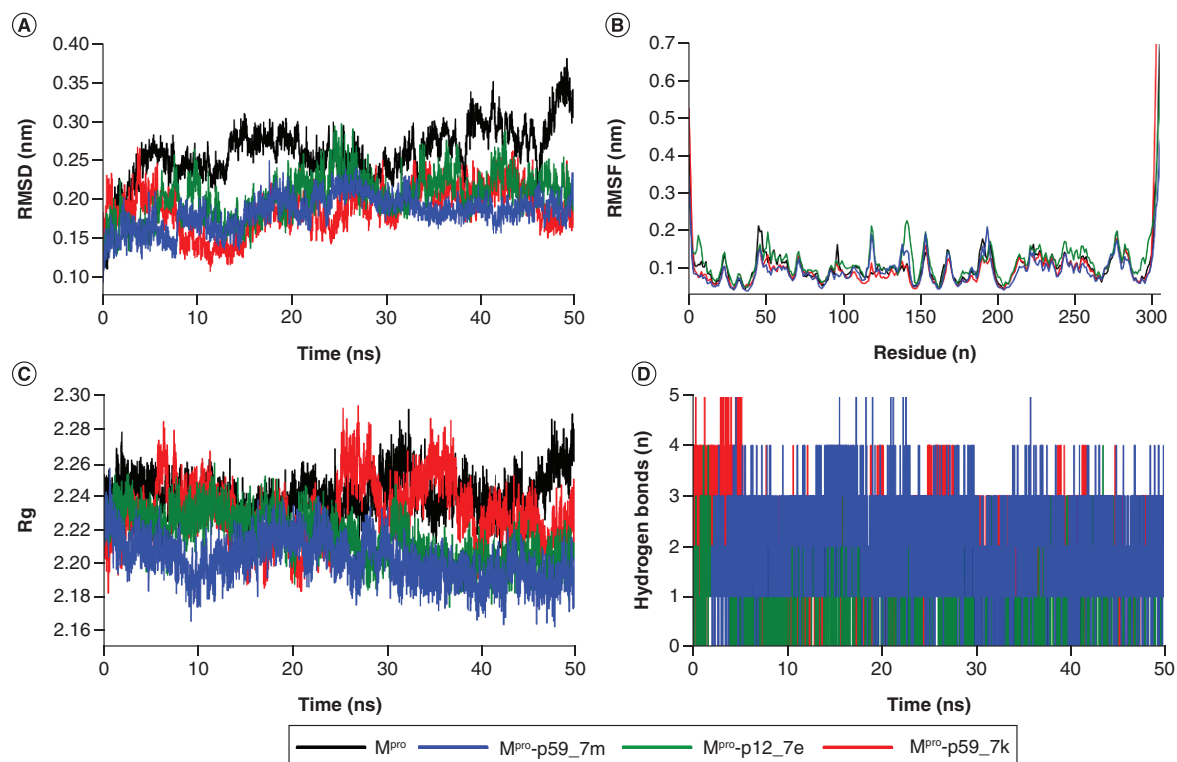 A
RMSD (nm)
0.40
0.35
0.30
0.25
0.20
0.15
0.10
0 10 20 30 40 50
Time (ns)
B
RMSF (nm)
0.7
0.6
0.5
0.4
0.3
0.2
0.1
0 50 100 150 200 250 300
Residue (n)
C
Rg
2.30
2.28
2.26
2.24
2.22
2.20
2.18
2.16
0 10 20 30 40 50
Time (ns)
D
Hydrogen bonds (n)
5
4
3
2
1
0
0 10 20 30 40 50
Time (ns)
Mᵖʳᵒ Mᵖʳᵒ-p59_7m Mᵖʳᵒ-p12_7e Mᵖʳᵒ-p59_7k